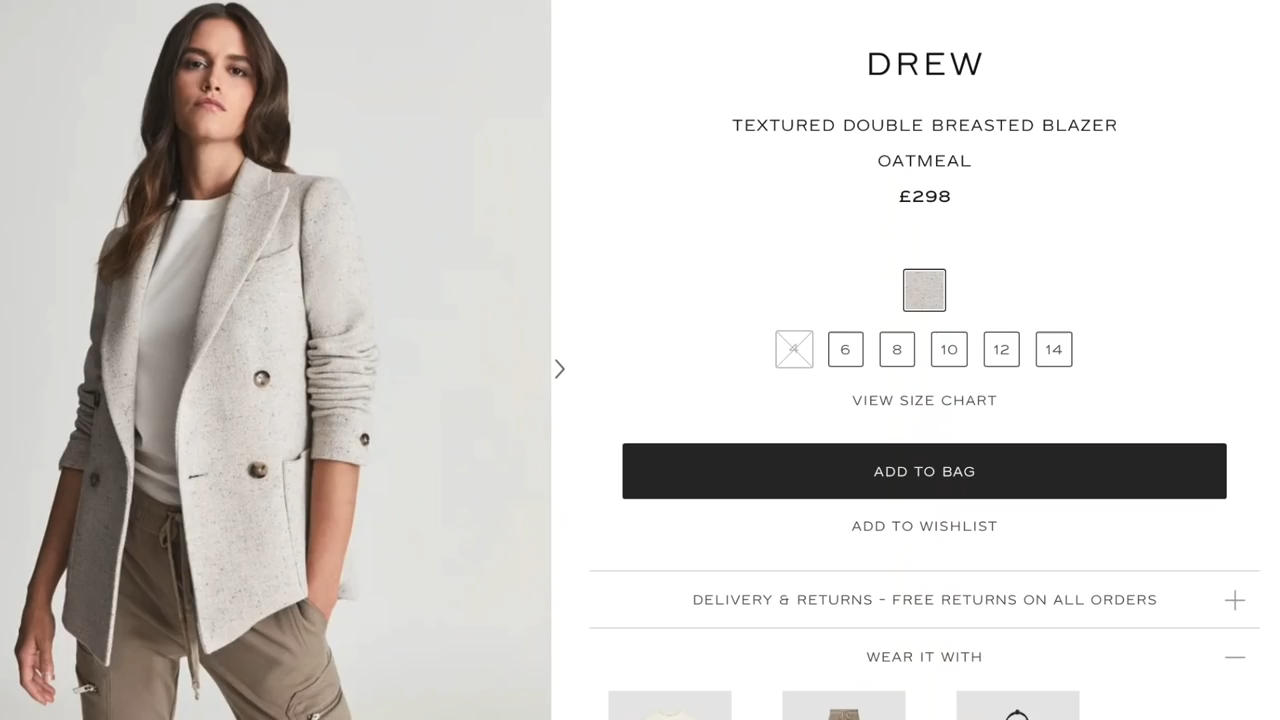 DREW
TEXTURED DOUBLE BREASTED BLAZER
OATMEAL
£298
4 6 8 10 12 14
VIEW SIZE CHART
ADD TO BAG
ADD TO WISHLIST
DELIVERY & RETURNS - FREE RETURNS ON ALL ORDERS
WEAR IT WITH